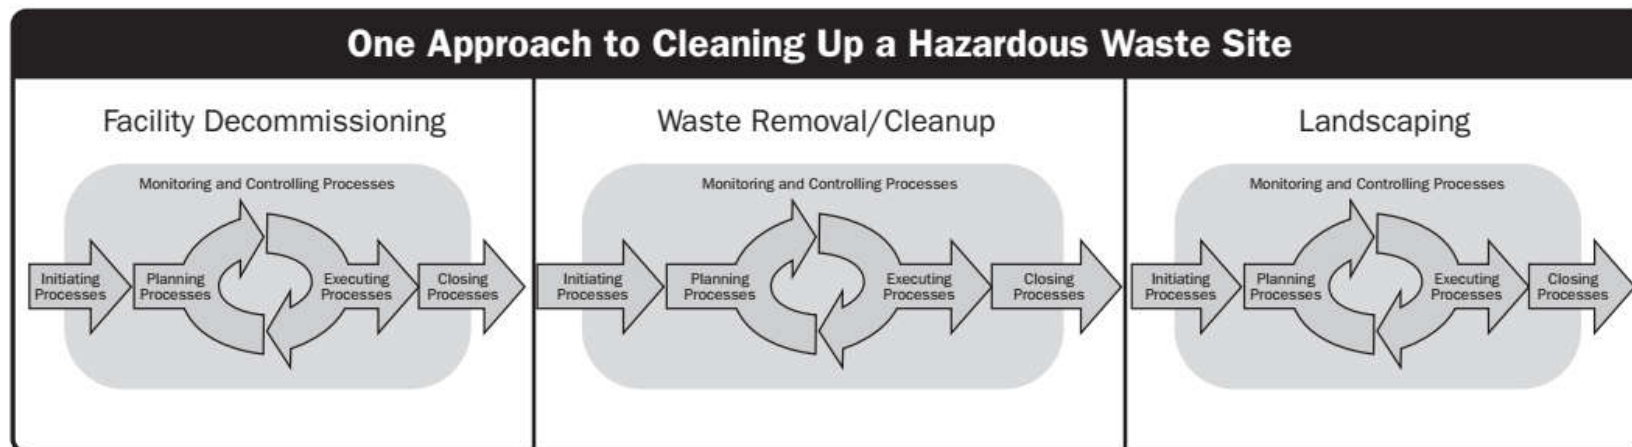 One Approach to Cleaning Up a Hazardous Waste Site
Facility Decommissioning
Monitoring and Controlling Processes
Initiating
Processes
Planning
Processes
Executing
Processes
Closing
Processes
Waste Removal/Cleanup
Monitoring and Controlling Processes
Initiating
Processes
Planning
Processes
Executing
Processes
Closing
Processes
Landscaping
Monitoring and Controlling Processes
Initiating
Processes
Planning
Processes
Executing
Processes
Closing
Processes